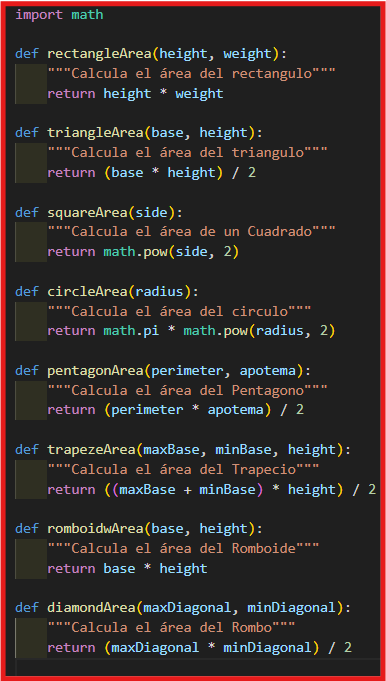 import math
def rectangleArea(height, weight):
"""Calcula el área del rectangulo"""
return height * weight
def triangleArea(base, height):
"""Calcula el área del triangulo"""
return (base * height) / 2
def squareArea(side):
"""Calcula el área de un Cuadrado"""
return math.pow(side, 2)
def circleArea(radius):
"""Calcula el área del circulo"""
return math.pi * math.pow(radius, 2)
def pentagonArea(perimeter, apotema):
"""Calcula el área del Pentagono"""
return (perimeter * apotema) / 2
def trapezeArea(maxBase, minBase, height):
"""Calcula el área del Trapecio"""
return ((maxBase + minBase) * height) / 2
def romboidwArea(base, height):
"""Calcula el área del Romboide"""
return base * height
def diamondArea(maxDiagonal, minDiagonal):
"""Calcula el área del Rombo"""
return (maxDiagonal * minDiagonal) / 2